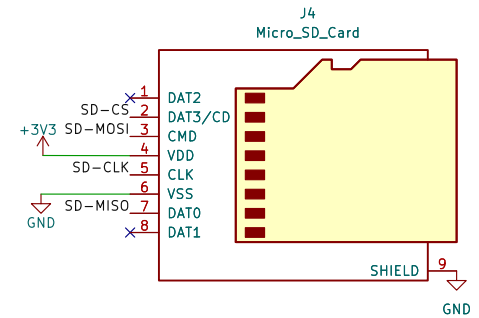 J4
Micro_SD_Card
1 DAT2
SD-CS 2 DAT3/CD
SD-MOSI 3 CMD
+3V3 4 VDD
SD-CLK 5 CLK
6 VSS
SD-MISO 7 DAT0
GND
8 DAT1
SHIELD 9
GND